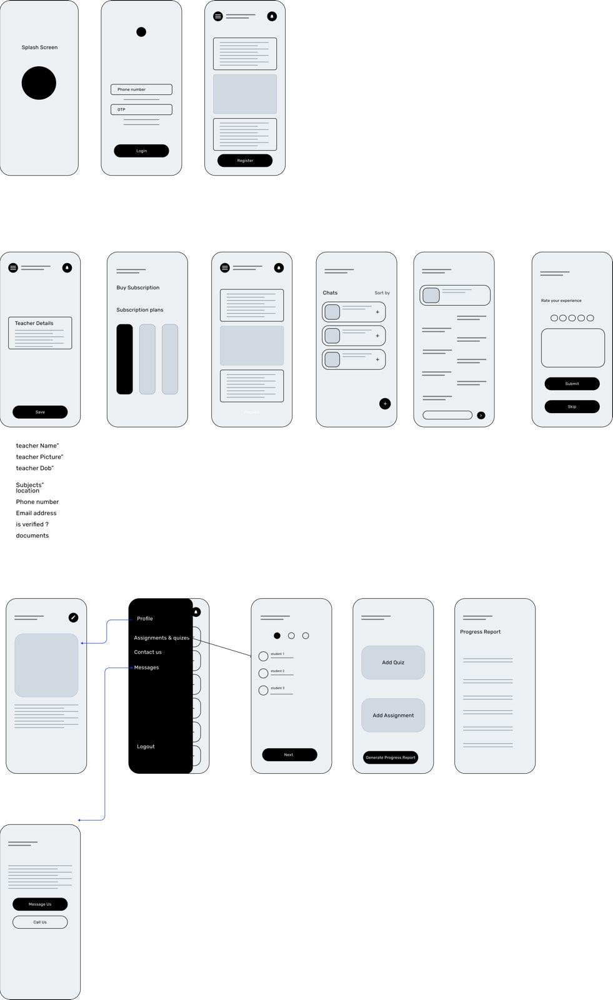 Splash Screen
Phone number
OTP
Login
Register
Teacher Details
Save
Buy Subscription
Subscription plans
Register
Chats
Sort by
+
+
+
+
>
Rate your experience
Submit
Skip
teacher Name"
teacher Picture"
teacher Dob"
Subjects"
location
Phone number
Email address
is verified ?
documents
Profile
Assignments & quizes
Contact us
Messages
Logout
student 1
student 2
student 3
Next
Add Quiz
Add Assignment
Generate Progress Report
Progress Report
Message Us
Call Us